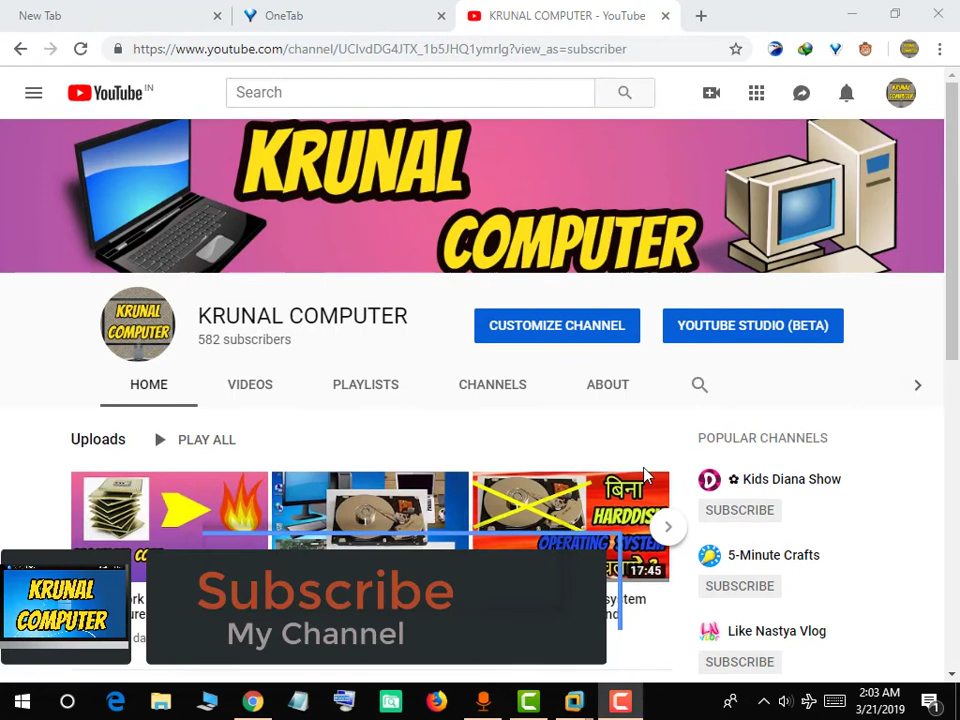 New Tab
OneTab
KRUNAL COMPUTER - YouTube
https://www.youtube.com/channel/UClvdDG4JTX_1b5JHQ1ymrlg?view_as=subscriber
YouTube IN
Search
KRUNAL
COMPUTER
KRUNAL COMPUTER
KRUNAL COMPUTER
582 subscribers
CUSTOMIZE CHANNEL
YOUTUBE STUDIO (BETA)
HOME
VIDEOS
PLAYLISTS
CHANNELS
ABOUT
Uploads
PLAY ALL
POPULAR CHANNELS
बिना
HARDDISK
OPERATING SYSTEM
17:45
✿ Kids Diana Show
SUBSCRIBE
5-Minute Crafts
SUBSCRIBE
Like Nastya Vlog
SUBSCRIBE
KRUNAL
COMPUTER
Subscribe
My Channel
2:03 AM
3/21/2019